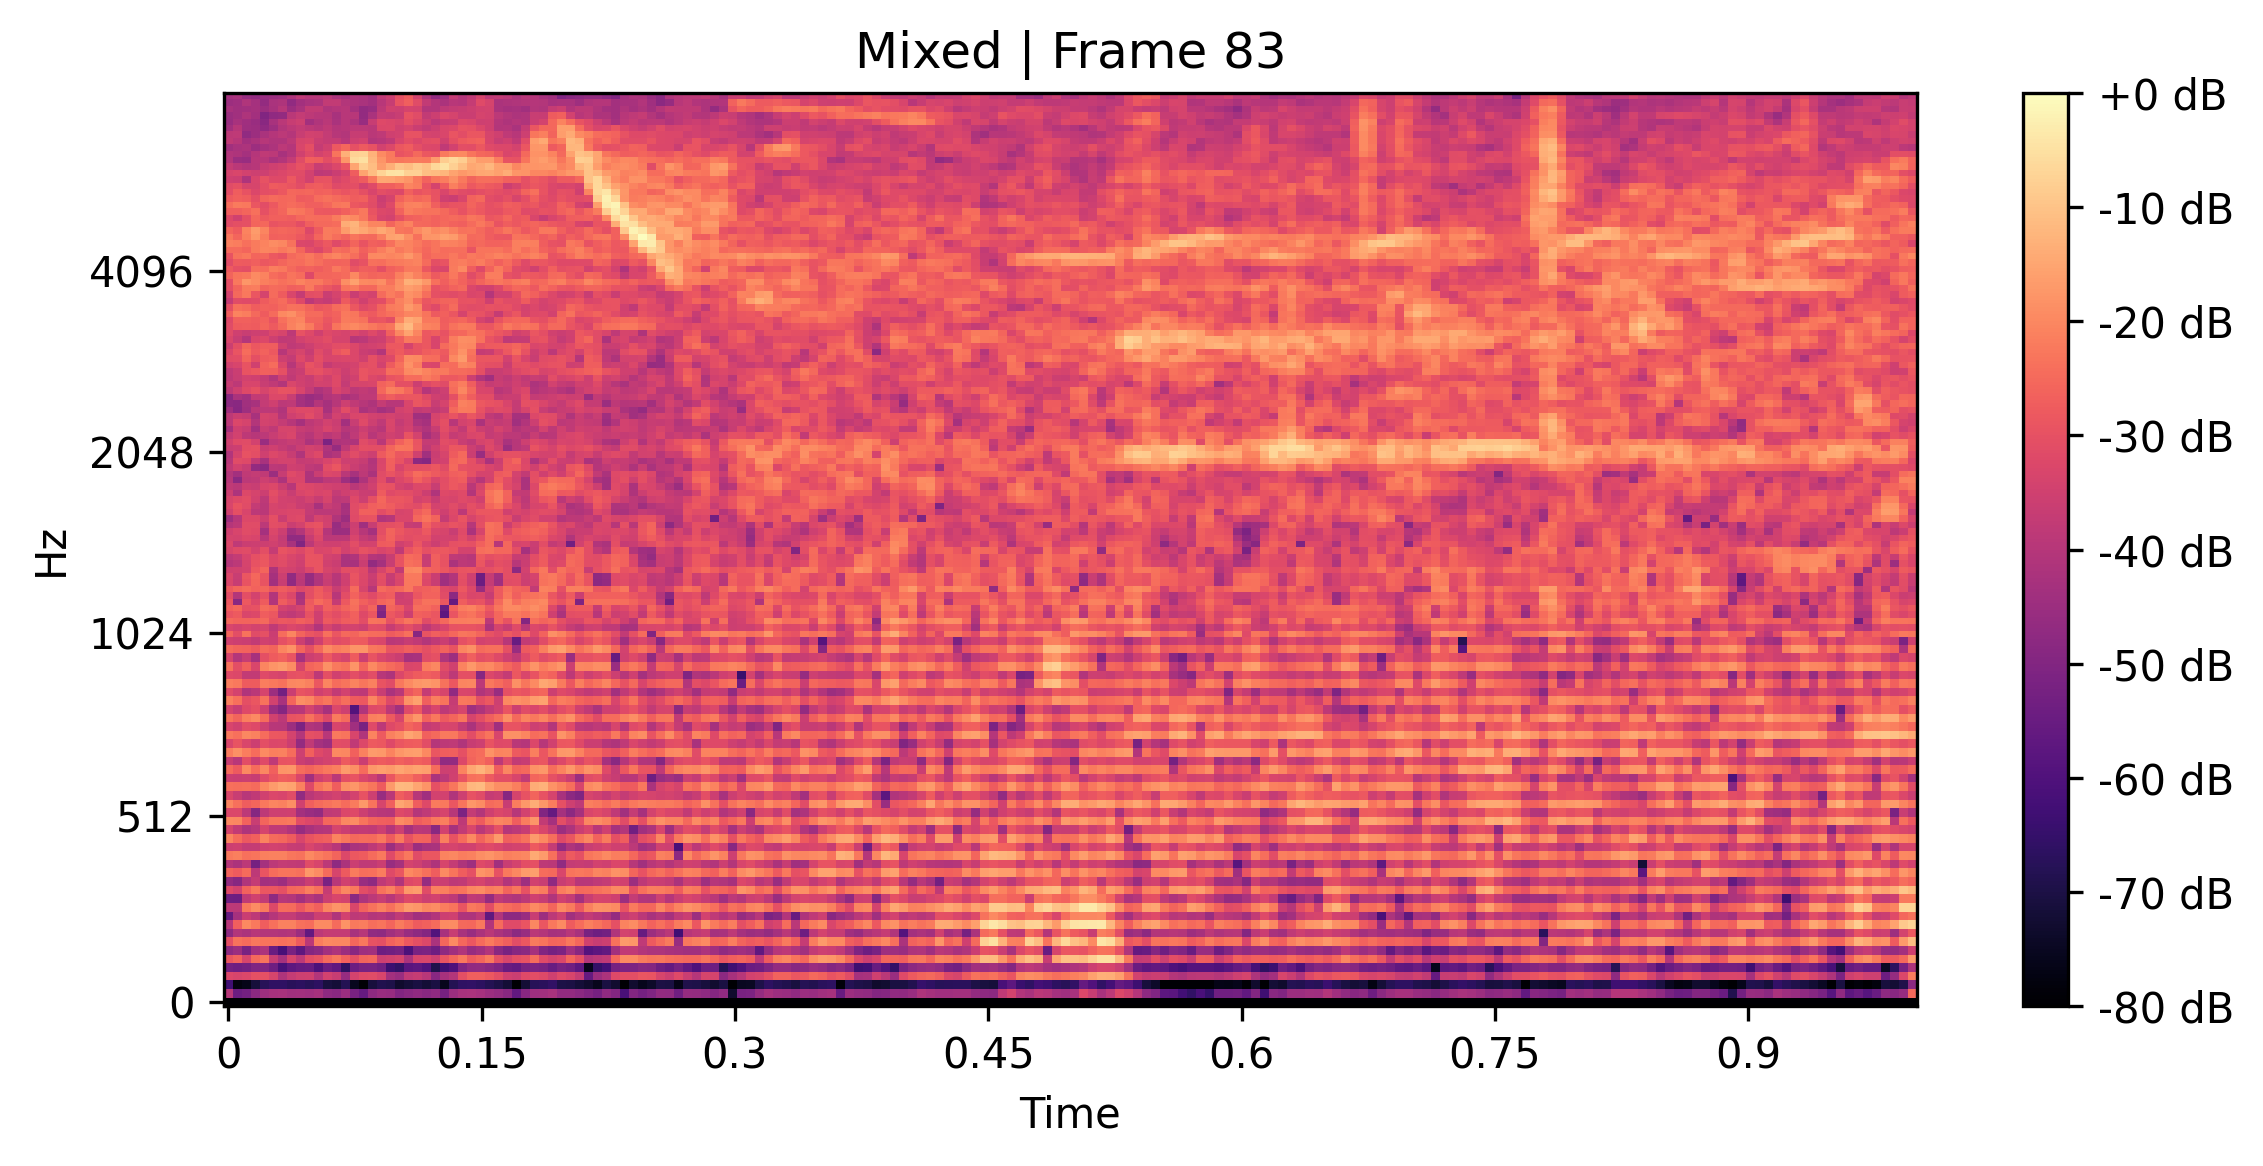 Mixed | Frame 83
+0 dB
-10 dB
-20 dB
-30 dB
-40 dB
-50 dB
-60 dB
-70 dB
-80 dB
Hz
4096
2048
1024
512
0
0 0.15 0.3 0.45 0.6 0.75 0.9
Time